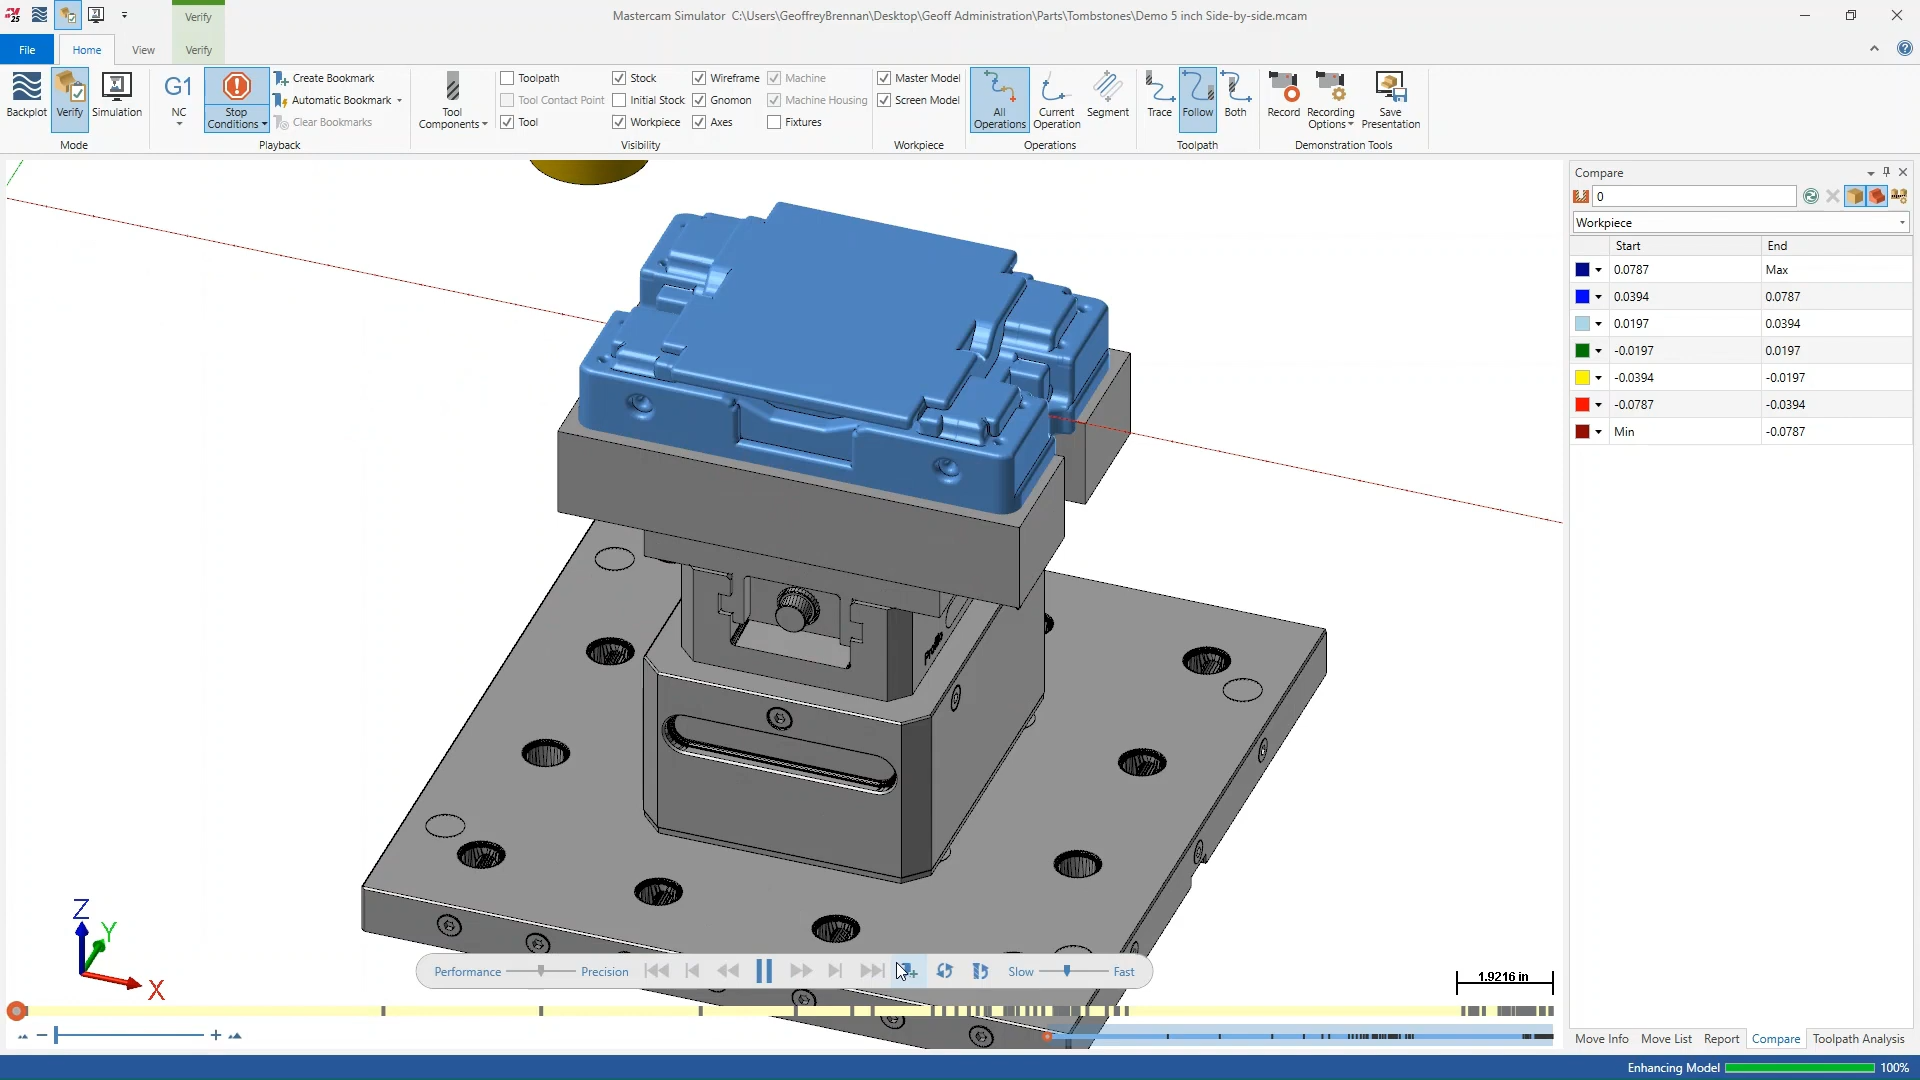 Verify
Mastercam Simulator C:\Users\GeoffreyBrennan\Desktop\Geoff Administration\Parts\Tombstones\Demo 5 inch Side-by-side.mcam
File Home View Verify
Backplot Verify Simulation
Mode
G1
NC
Stop Conditions
Create Bookmark
Automatic Bookmark
Clear Bookmarks
Playback
Tool Components
Toolpath Stock Wireframe Machine
Tool Contact Point Initial Stock Gnomon Machine Housing
Tool Workpiece Axes Fixtures
Visibility
Master Model
Screen Model
Workpiece
All Operations Current Operation Segment
Operations
Trace Follow Both
Toolpath
Record Recording Options Save Presentation
Demonstration Tools
Compare
0
Workpiece
Start End
0.0787 Max
0.0394 0.0787
0.0197 0.0394
-0.0197 0.0197
-0.0394 -0.0197
-0.0787 -0.0394
Min -0.0787
Z
Y
X
Performance Precision Slow Fast
1.9216 in
Move Info Move List Report Compare Toolpath Analysis
Enhancing Model 100%